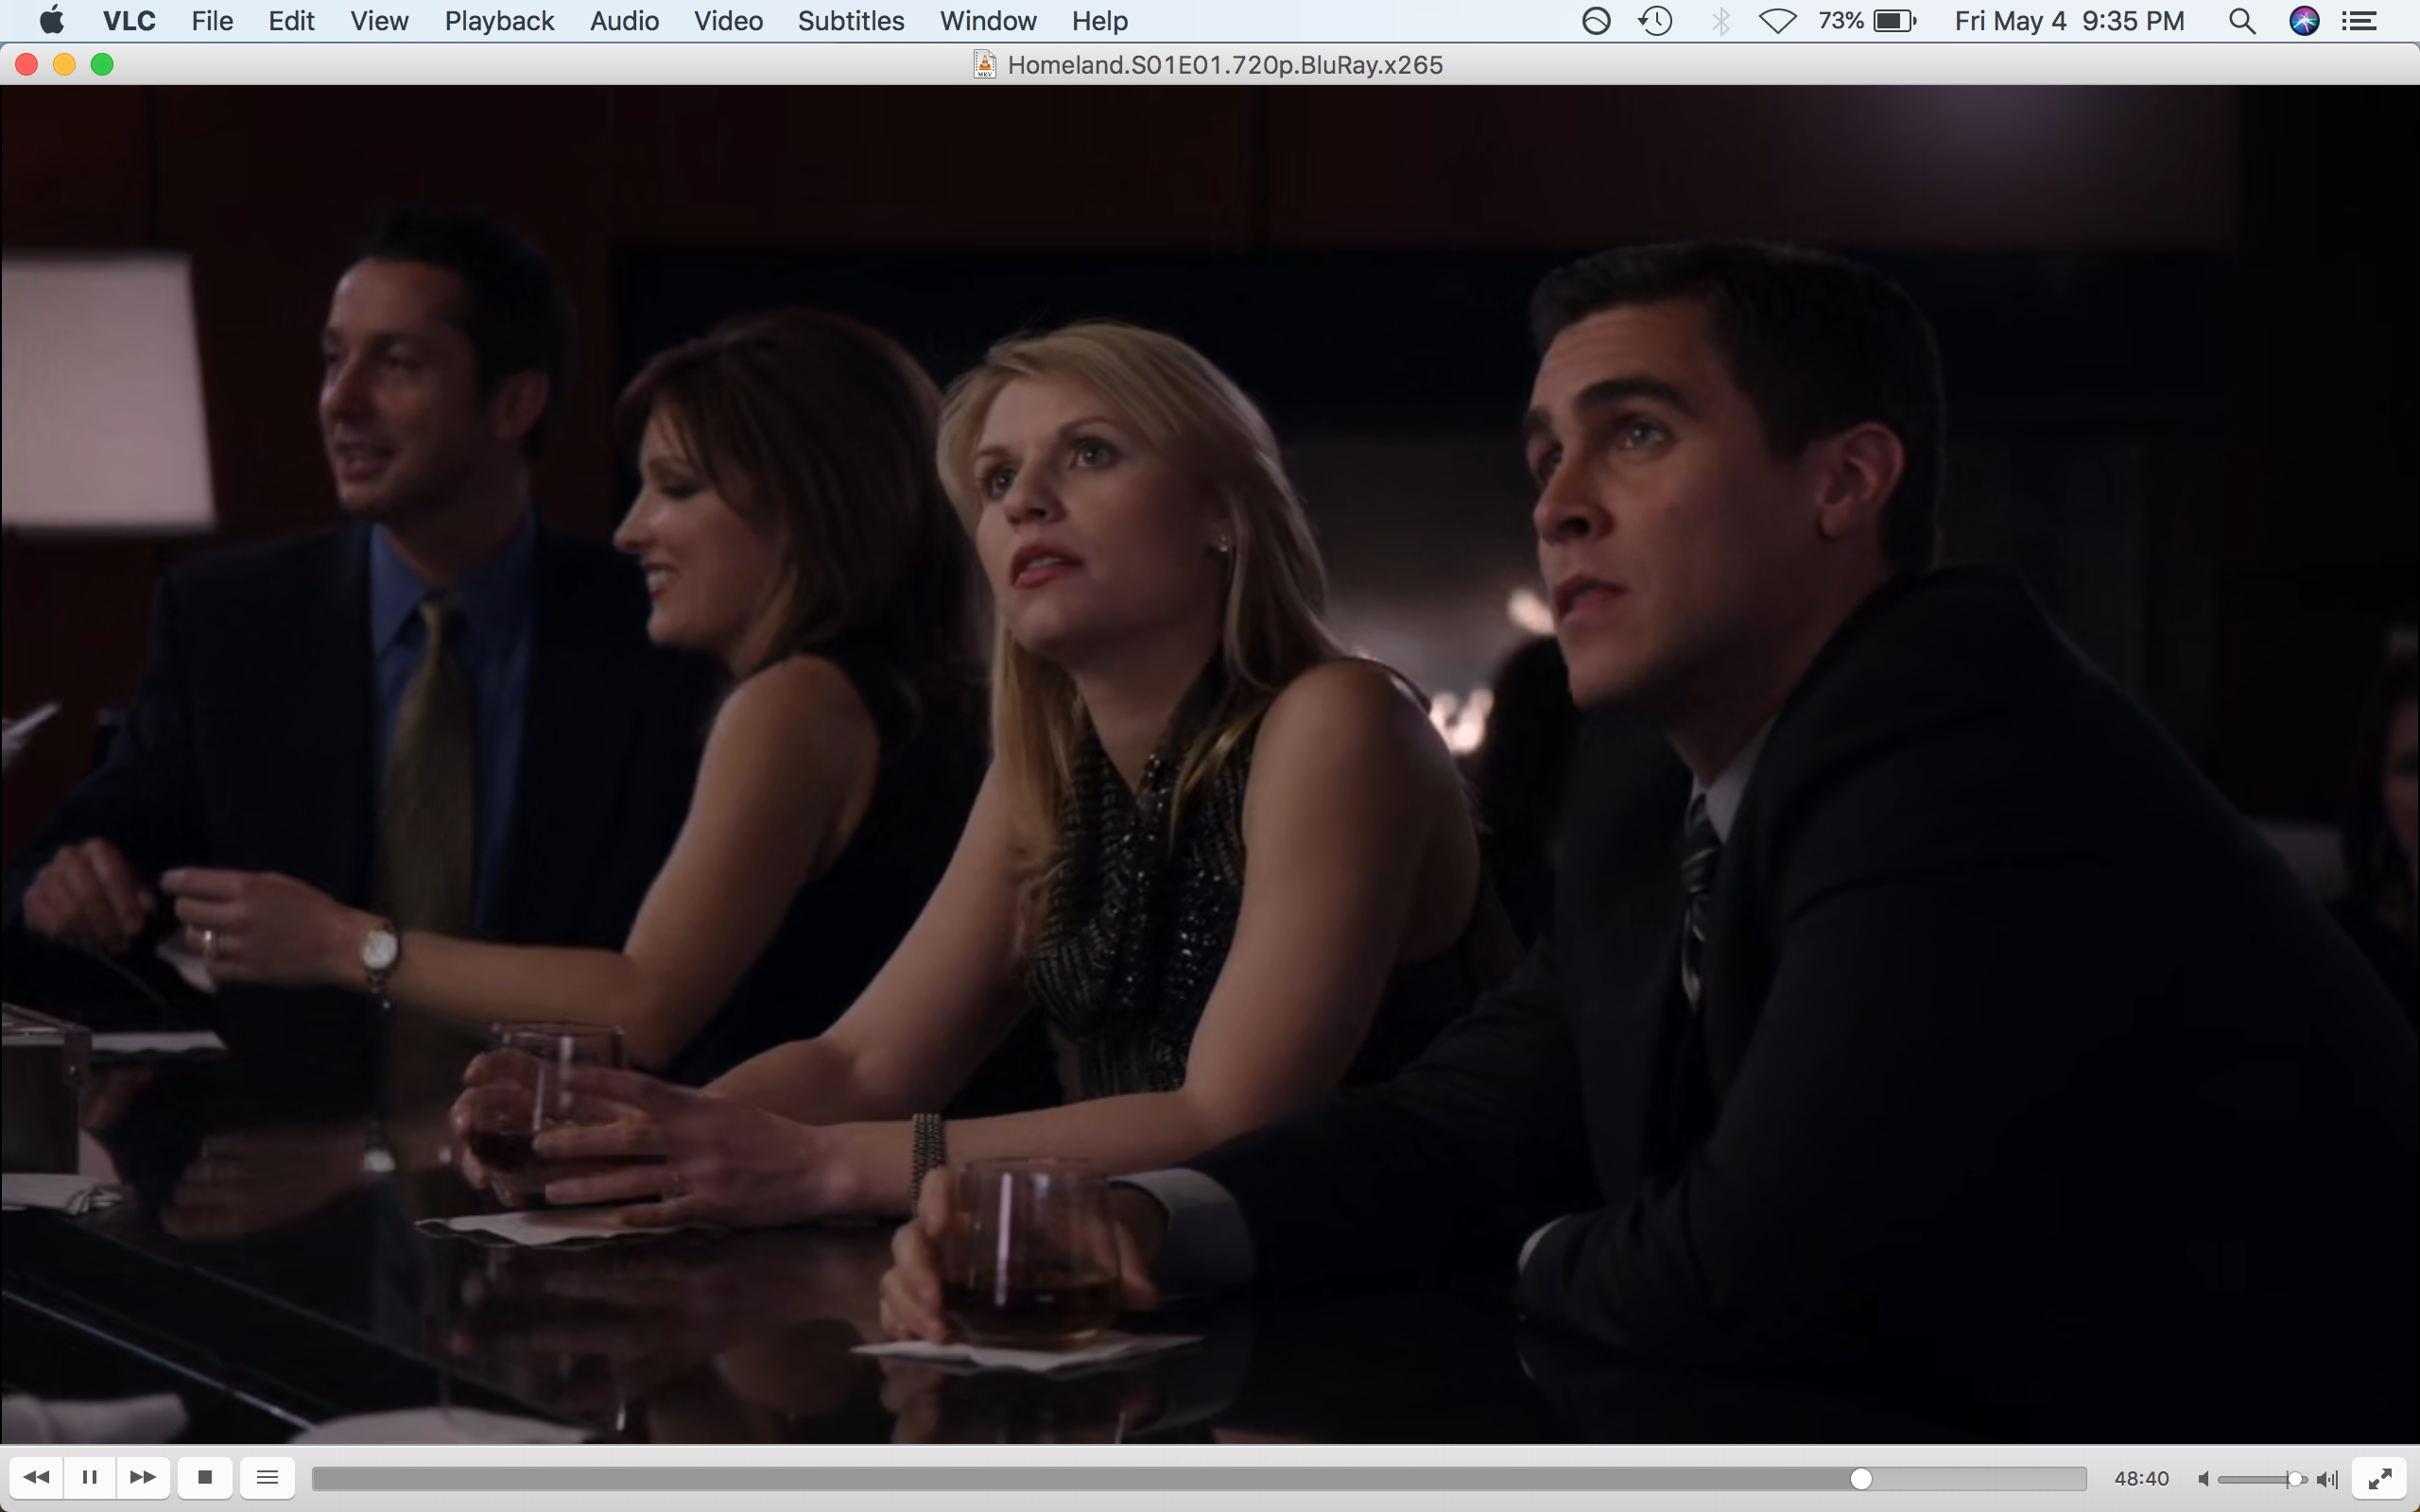 VLC File Edit View Playback Audio Video Subtitles Window Help 73% Fri May 4 9:35 PM
Homeland.S01E01.720p.BluRay.x265
48:40